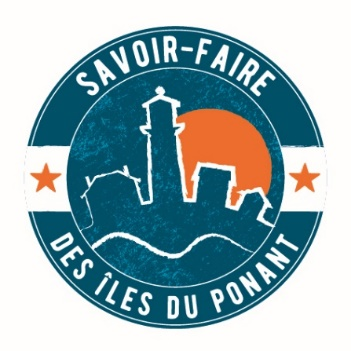 SAVOIR-FAIRE
DES ÎLES DU PONANT